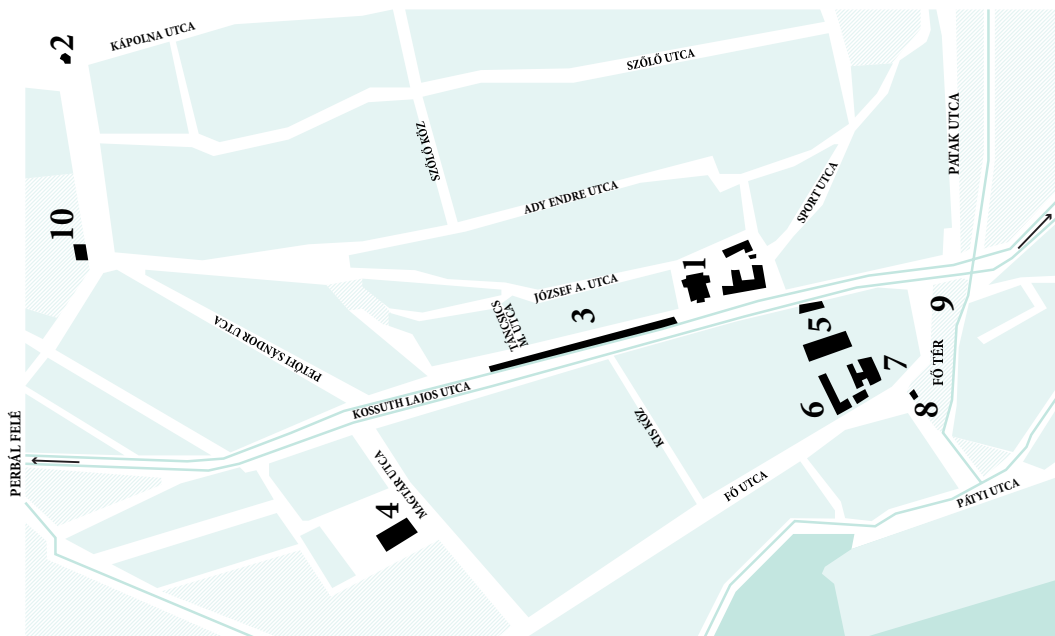 2
KÁPOLNA UTCA
SZŐLŐ UTCA
SZŐLŐ KÖZ
PATAK UTCA
10
ADY ENDRE UTCA
SPORT UTCA
1
JÓZSEF A. UTCA
TÁNCSICS
M. UTCA
3
9
5
PETŐFI SÁNDOR UTCA
KOSSUTH LAJOS UTCA
FŐ TÉR
7
6
8
KIS KÖZ
PERBÁL FELÉ
MAGTÁR UTCA
4
FŐ UTCA
PÁTYI UTCA